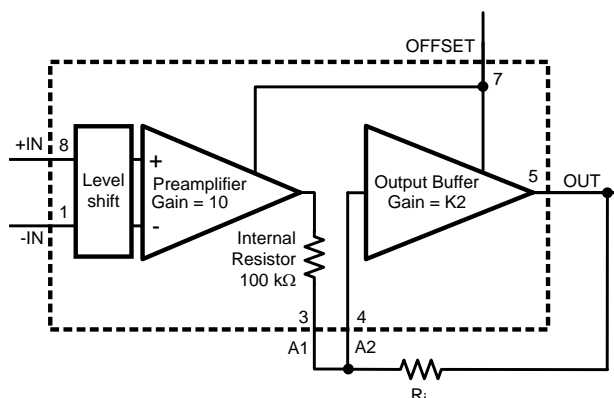 OFFSET
7
+IN
8
Level
shift
+
-
Preamplifier
Gain = 10
Output Buffer
Gain = K2
5
OUT
1
-IN
Internal
Resistor
100 kΩ
3
4
A1
A2